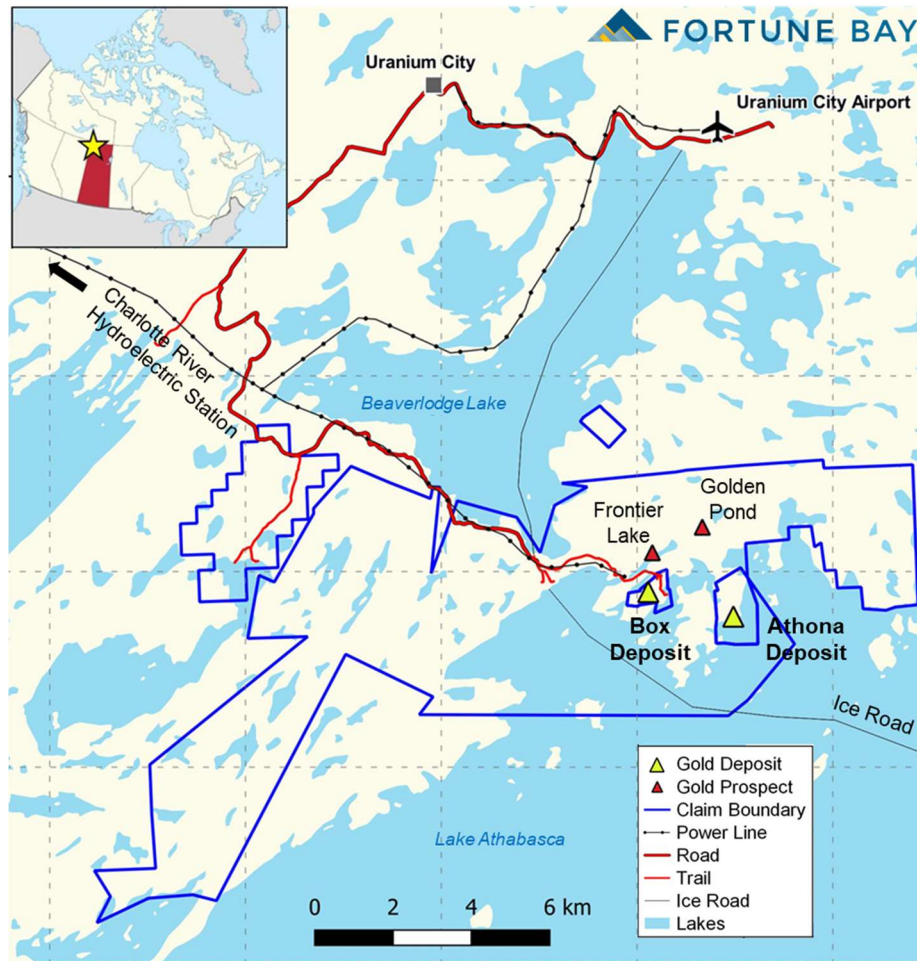 FORTUNE BAY
Uranium City
Uranium City Airport
Charlotte River
Hydroelectric Station
Beaverlodge Lake
Golden
Pond
Frontier
Lake
Box
Deposit
Athona
Deposit
Ice Road
Lake Athabasca
Gold Deposit
Gold Prospect
Claim Boundary
Power Line
Road
Trail
Ice Road
Lakes
0 2 4 6 km